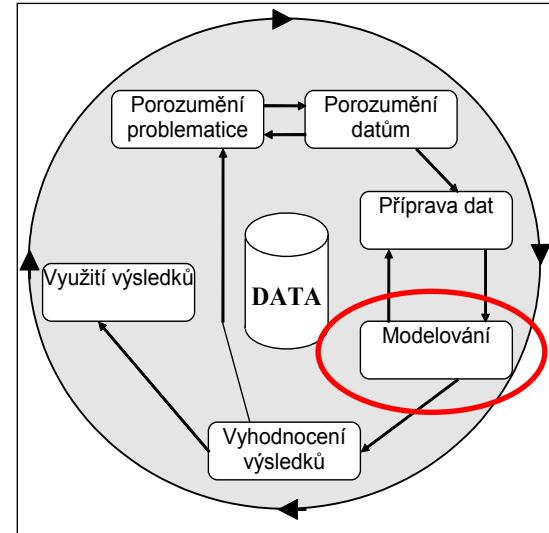 Porozumění
problematice
Porozumění
datům
Příprava dat
Využití výsledků
DATA
Modelování
Vyhodnocení
výsledků